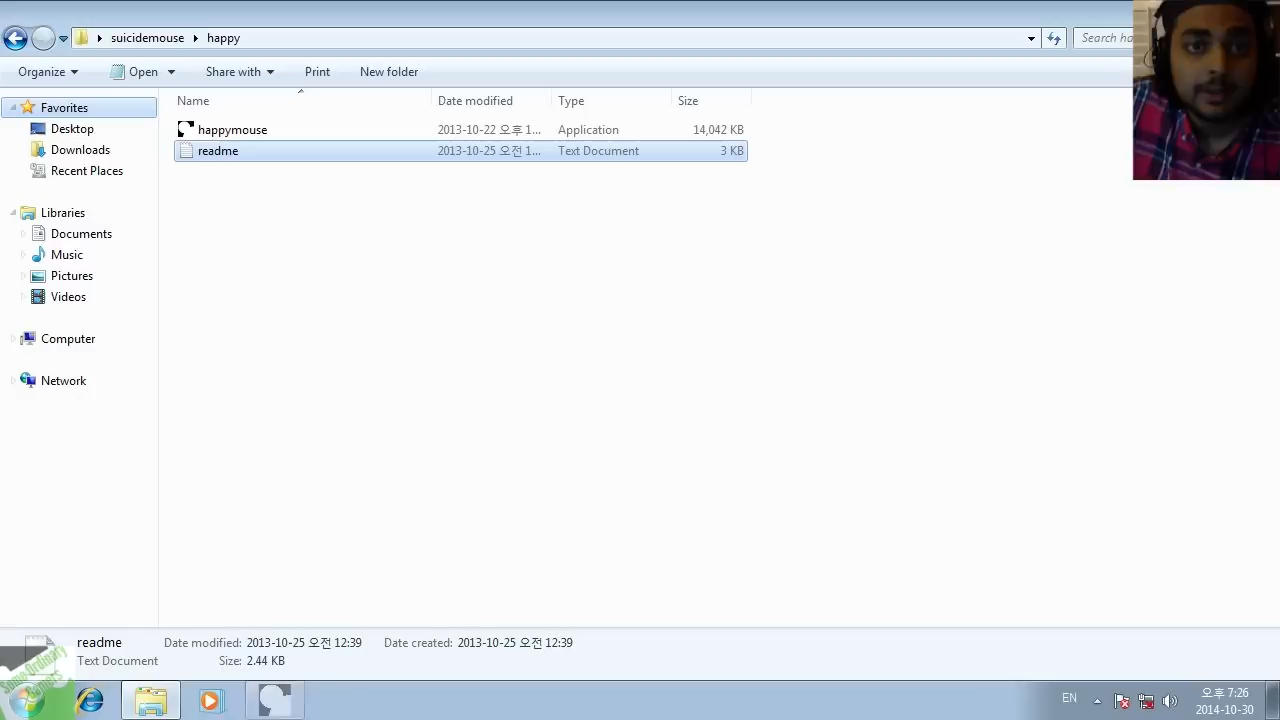 suicidemouse happy
Search ha
Organize Open Share with Print New folder
Name Date modified Type Size
Favorites
Desktop
Downloads
Recent Places
Libraries
Documents
Music
Pictures
Videos
Computer
Network
happymouse 2013-10-22 오후 1... Application 14,042 KB
readme 2013-10-25 오전 1... Text Document 3 KB
readme Date modified: 2013-10-25 오전 12:39 Date created: 2013-10-25 오전 12:39
Text Document Size: 2.44 KB
Some Ordinary
Gamers
EN
오후 7:26
2014-10-30